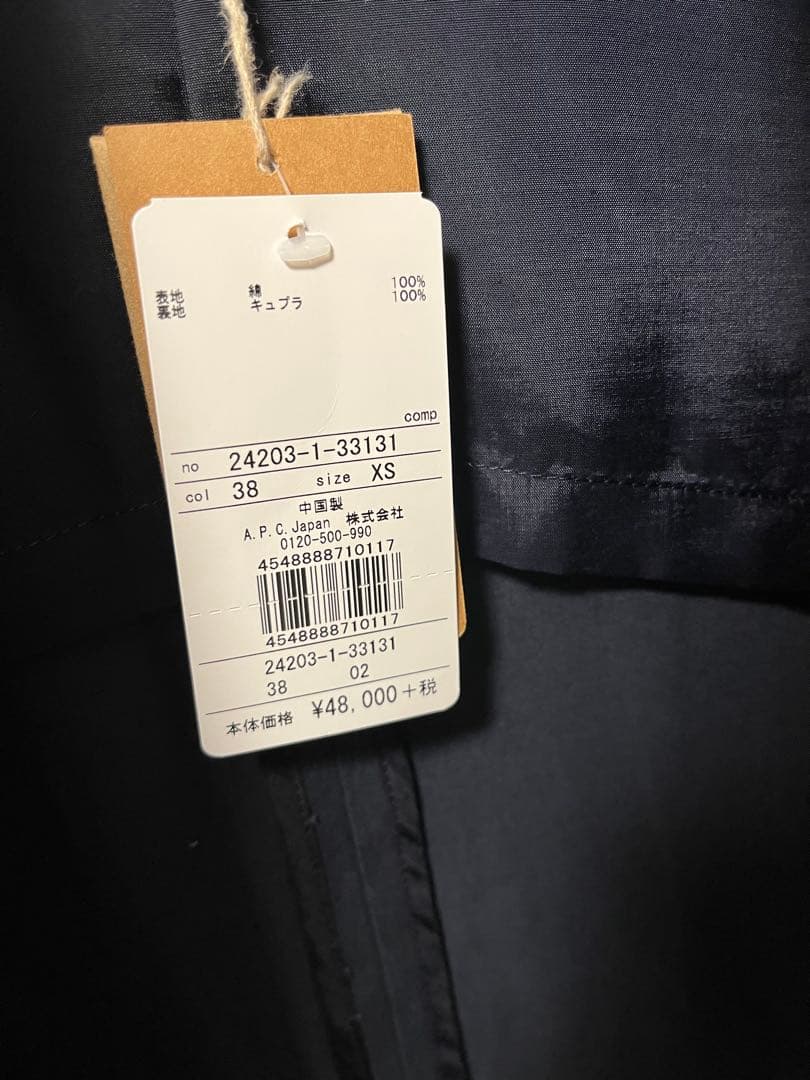 表地 綿 100%
裏地 キュプラ 100%
comp
no 24203-1-33131
col 38 size XS
中国製
A.P.C.Japan 株式会社
0120-500-990
4548888710117
4548888710117
24203-1-33131
38 02
本体価格 ¥48,000+税